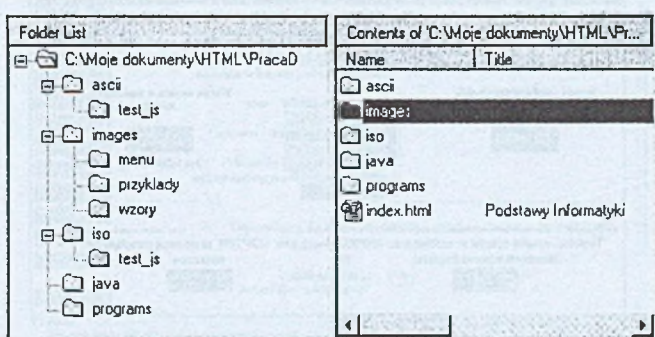 Folder List
C:\Moje dokumenty\HTML\PracaD
ascii
test_js
images
menu
przyklady
wzory
iso
test_js
java
programs
Contents of 'C:\Moje dokumenty\HTML\Pr...
Name Title
ascii
images
iso
java
programs
index.html Podstawy Informatyki